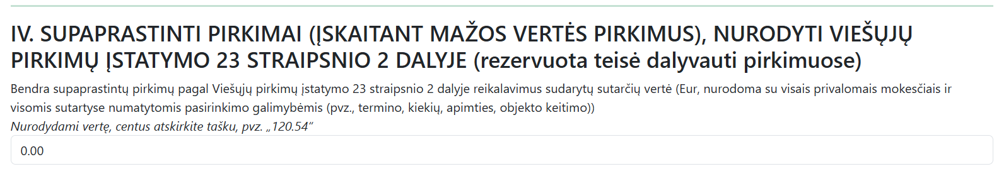 IV. SUPAPRASTINTI PIRKIMAI (ĮSKAITANT MAŽOS VERTĖS PIRKIMUS), NURODYTI VIEŠŲJŲ
PIRKIMŲ ĮSTATYMO 23 STRAIPSNIO 2 DALYJE (rezervuota teisė dalyvauti pirkimuose)
Bendra supaprastintų pirkimų pagal Viešųjų pirkimų įstatymo 23 straipsnio 2 dalyje reikalavimus sudarytų sutarčių vertė (Eur, nurodoma su visais privalomais mokesčiais ir
visomis sutartyse numatytomis pasirinkimo galimybėmis (pvz., termino, kiekių, apimties, objekto keitimo))
Nurodydami vertę, centus atskirkite tašku, pvz. „120.54“
0.00